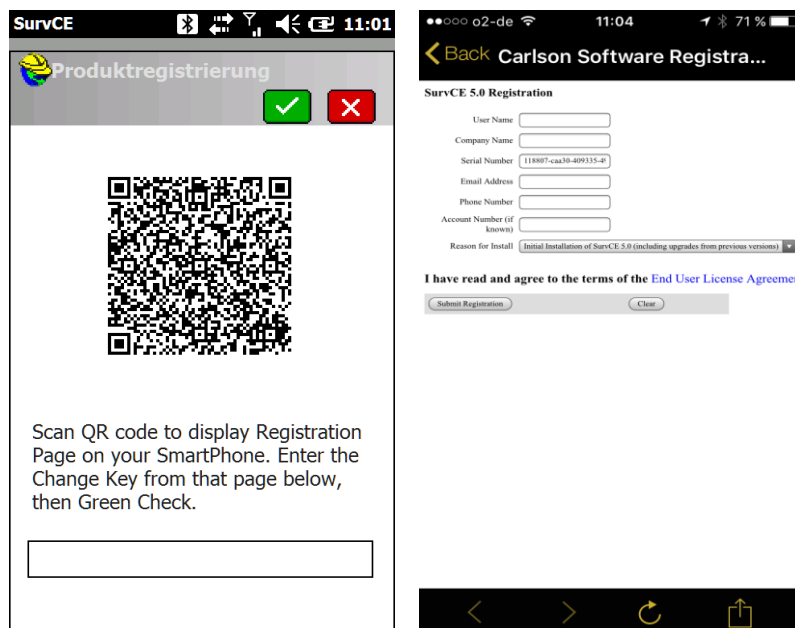 SurvCE 11:01
Produktregistrierung
Scan QR code to display Registration
Page on your SmartPhone. Enter the
Change Key from that page below,
then Green Check.
o2-de 11:04 71 %
Back Carlson Software Registra...
SurvCE 5.0 Registration
User Name
Company Name
Serial Number 118807-caa30-409335-49
Email Address
Phone Number
Account Number (if
known)
Reason for Install Initial Installation of SurvCE 5.0 (including upgrades from previous versions)
I have read and agree to the terms of the End User License Agreeme
Submit Registration Clear